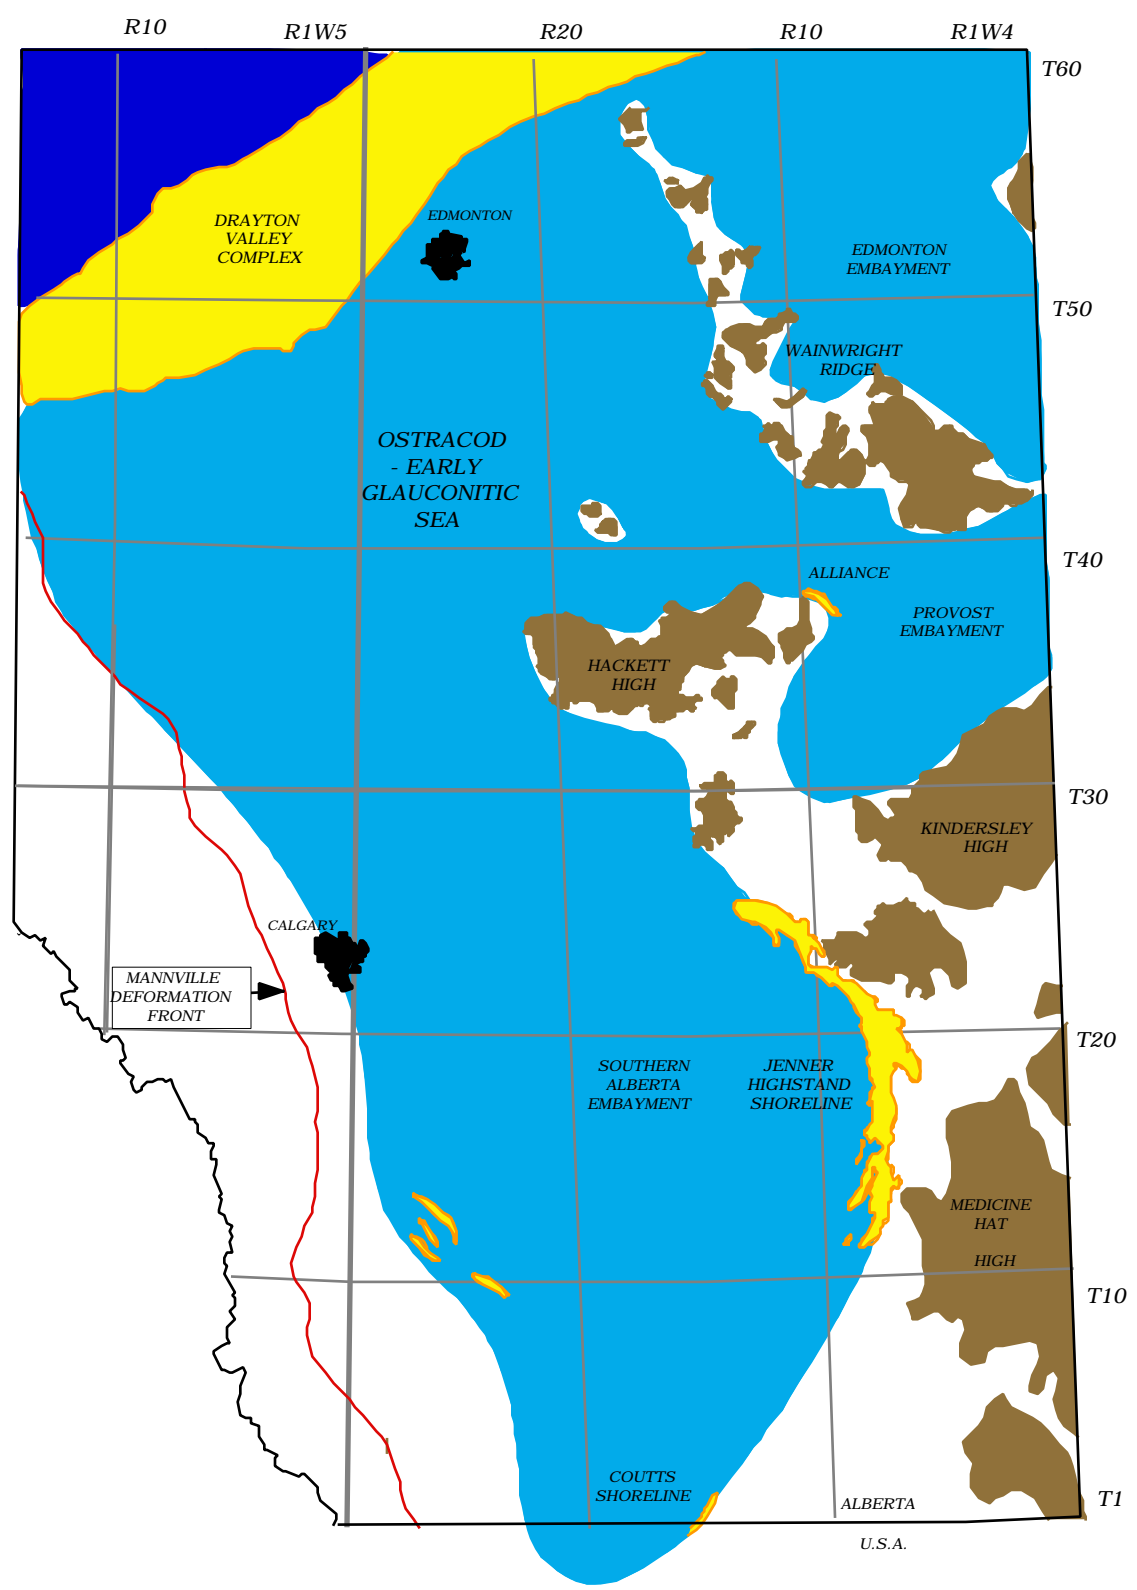 R10
R1W5
R20
R10
R1W4
T60
DRAYTON
VALLEY
COMPLEX
EDMONTON
EDMONTON
EMBAYMENT
T50
WAINWRIGHT
RIDGE
OSTRACOD
- EARLY
GLAUCONITIC
SEA
T40
ALLIANCE
PROVOST
EMBAYMENT
HACKETT
HIGH
T30
KINDERSLEY
HIGH
CALGARY
MANNVILLE
DEFORMATION
FRONT
T20
SOUTHERN
ALBERTA
EMBAYMENT
JENNER
HIGHSTAND
SHORELINE
MEDICINE
HAT
HIGH
T10
COUTTS
SHORELINE
ALBERTA
T1
U.S.A.